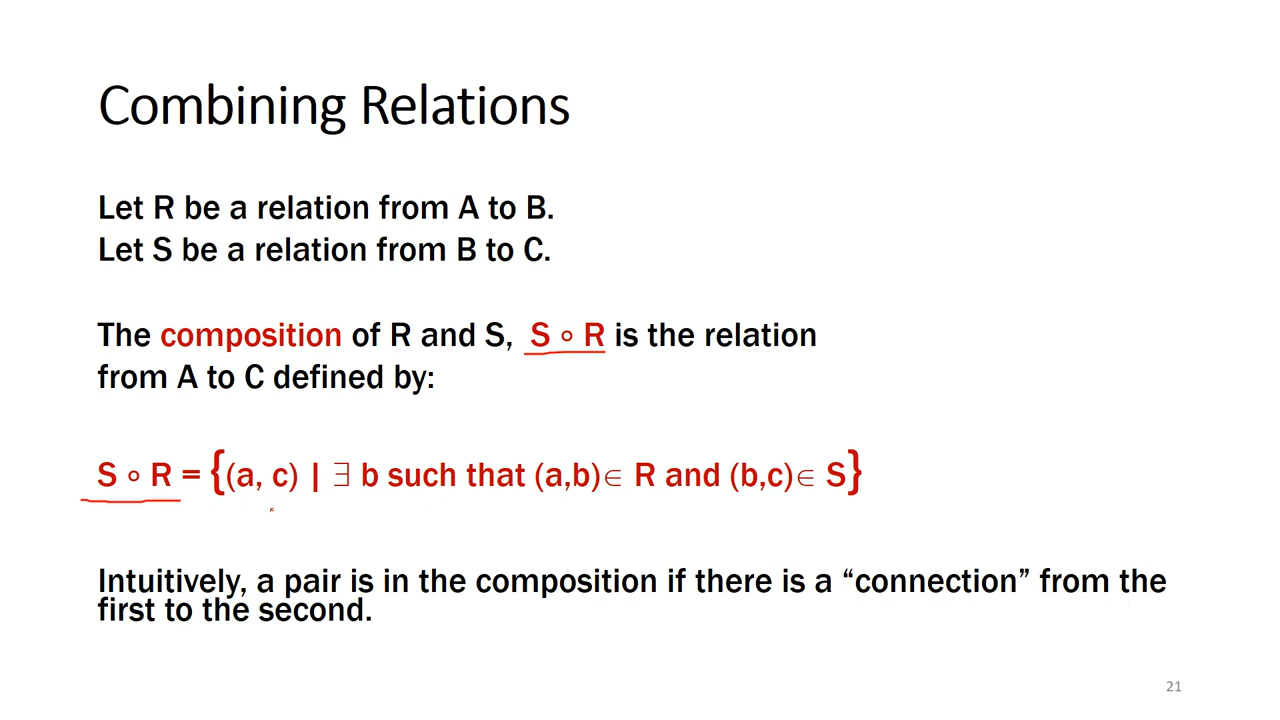 Combining Relations
Let R be a relation from A to B.
Let S be a relation from B to C.
The composition of R and S, S ∘ R is the relation
from A to C defined by:
S ∘ R = {(a, c) | ∃ b such that (a,b)∈ R and (b,c)∈ S}
Intuitively, a pair is in the composition if there is a “connection” from the
first to the second.
21